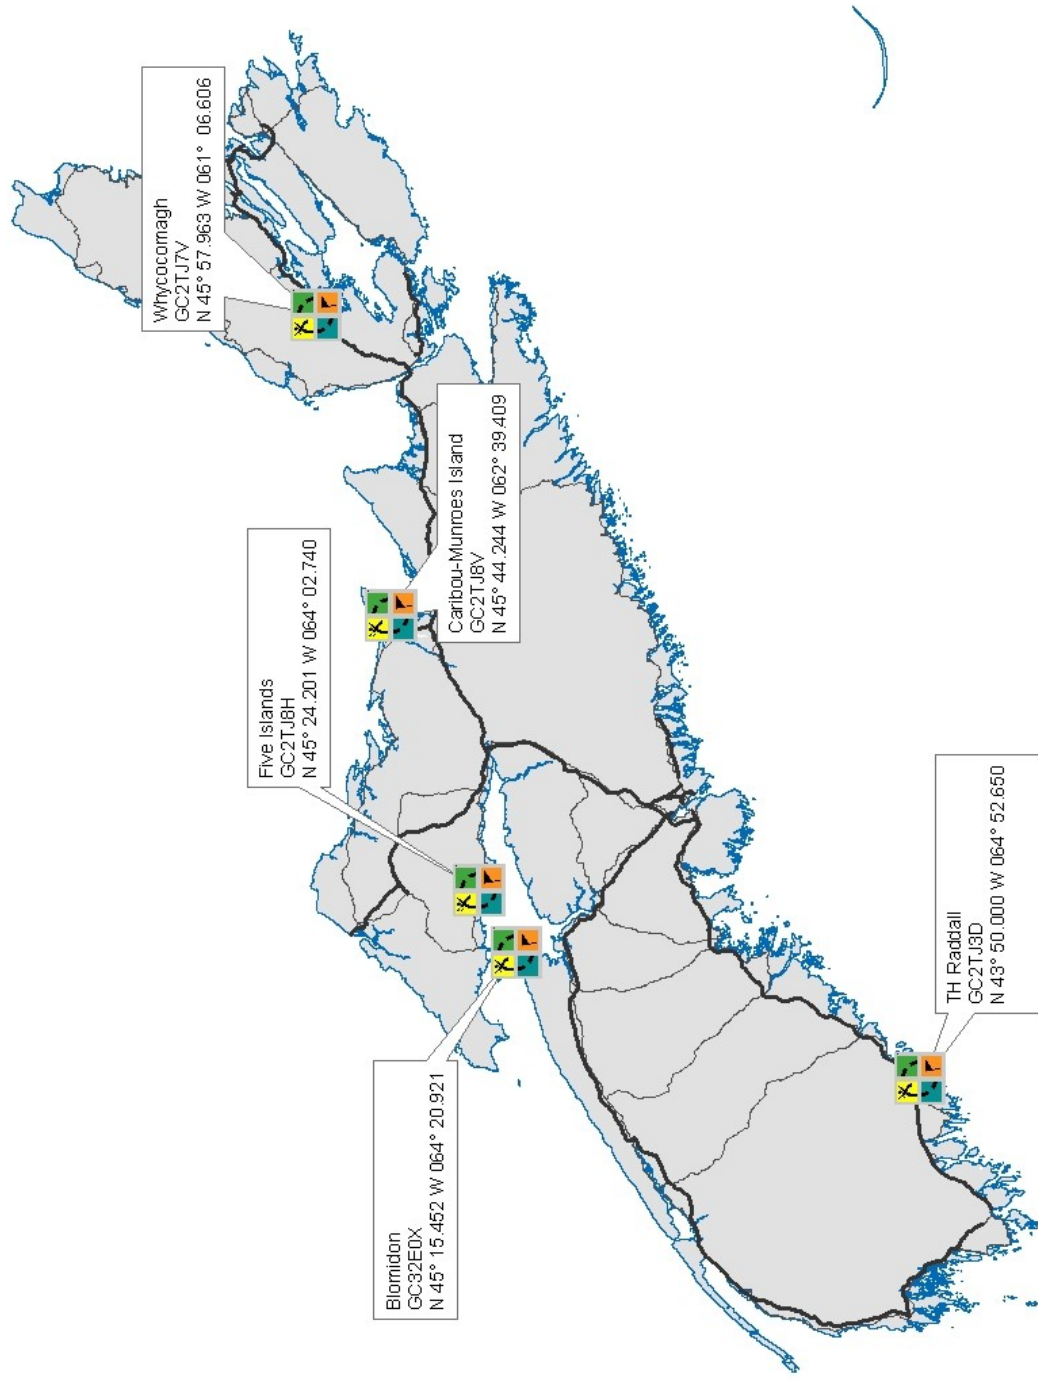 Whycocomagh
GC2TJ7V
N 45° 57.963 W 061° 06.606
Caribou-Munroes Island
GC2TJ8V
N 45° 44.244 W 062° 39.409
Five Islands
GC2TJ8H
N 45° 24.201 W 064° 02.740
Blomidon
GC32E0X
N 45° 15.452 W 064° 20.921
TH Raddall
GC2TJ3D
N 43° 50.000 W 064° 52.650